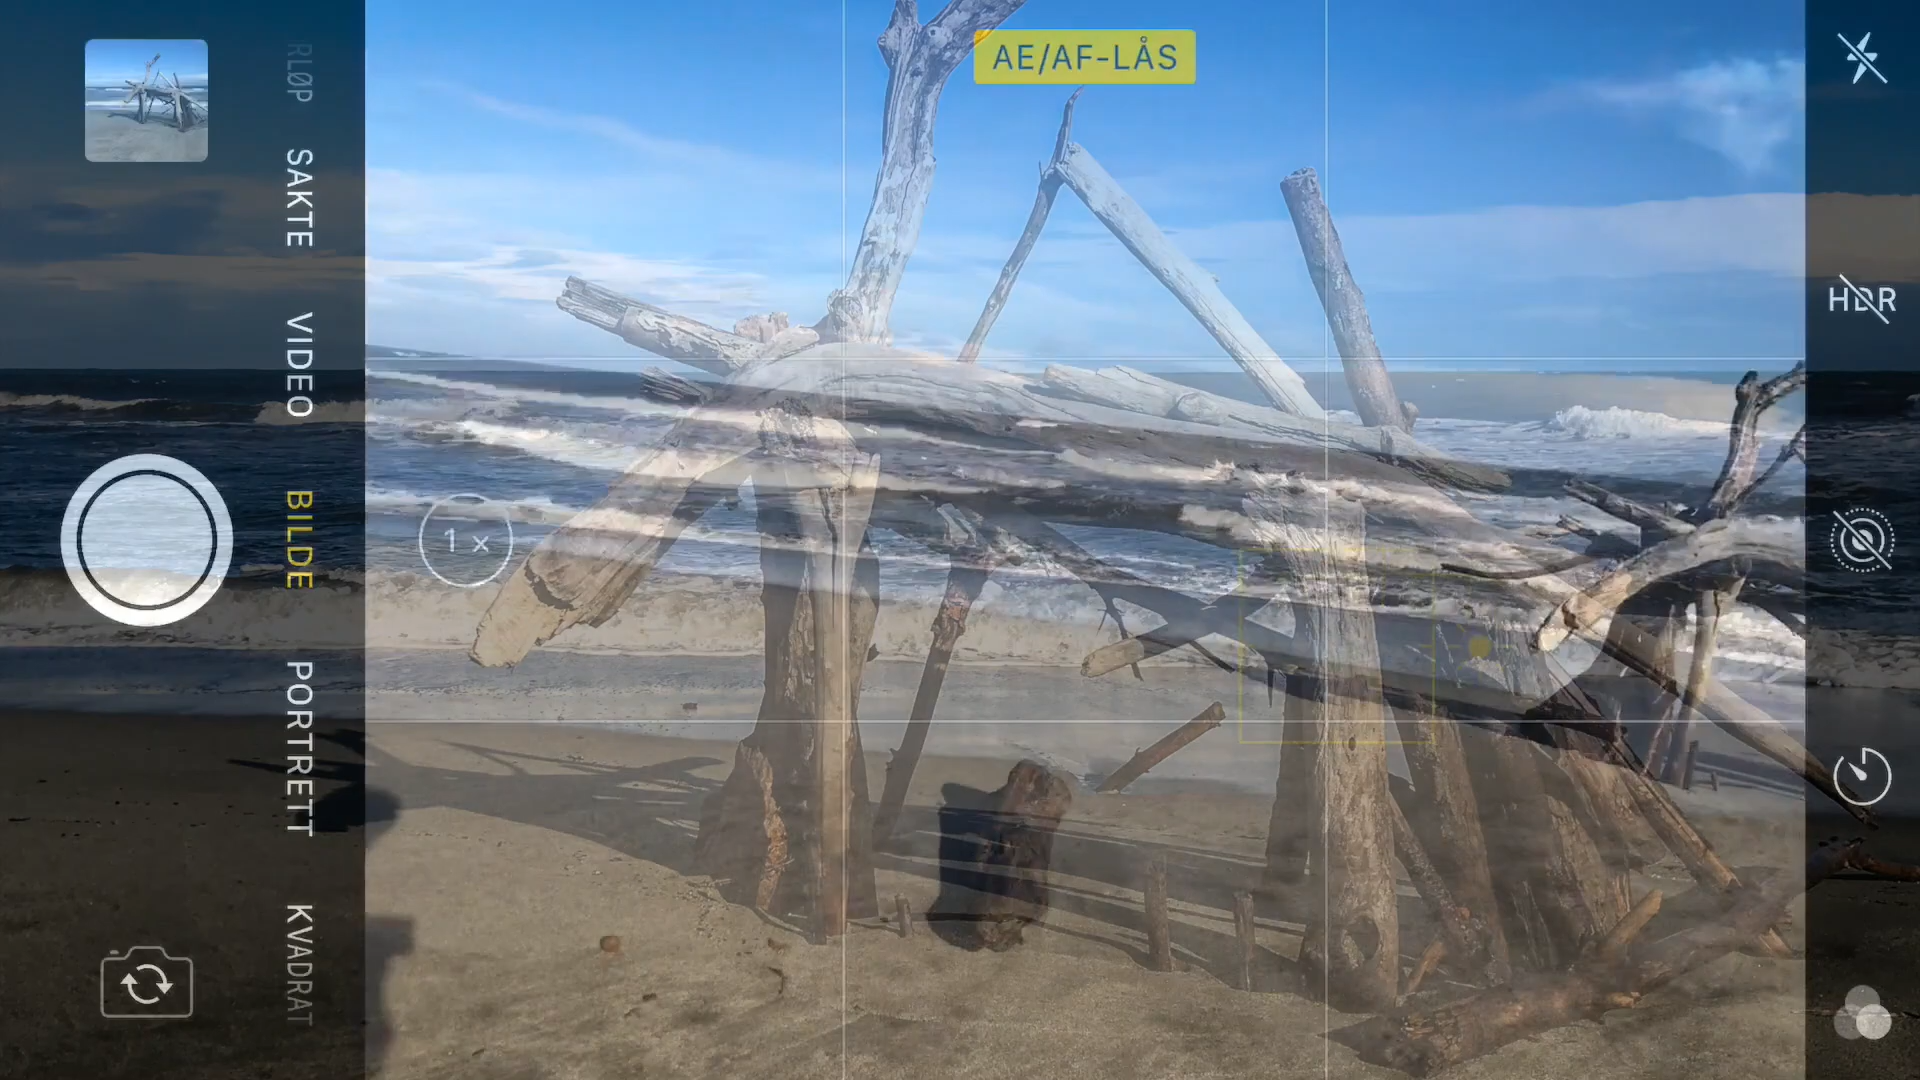 AE/AF-LÅS
RLØP
SAKTE
VIDEO
BILDE
PORTRETT
KVADRAT
1 x
HDR